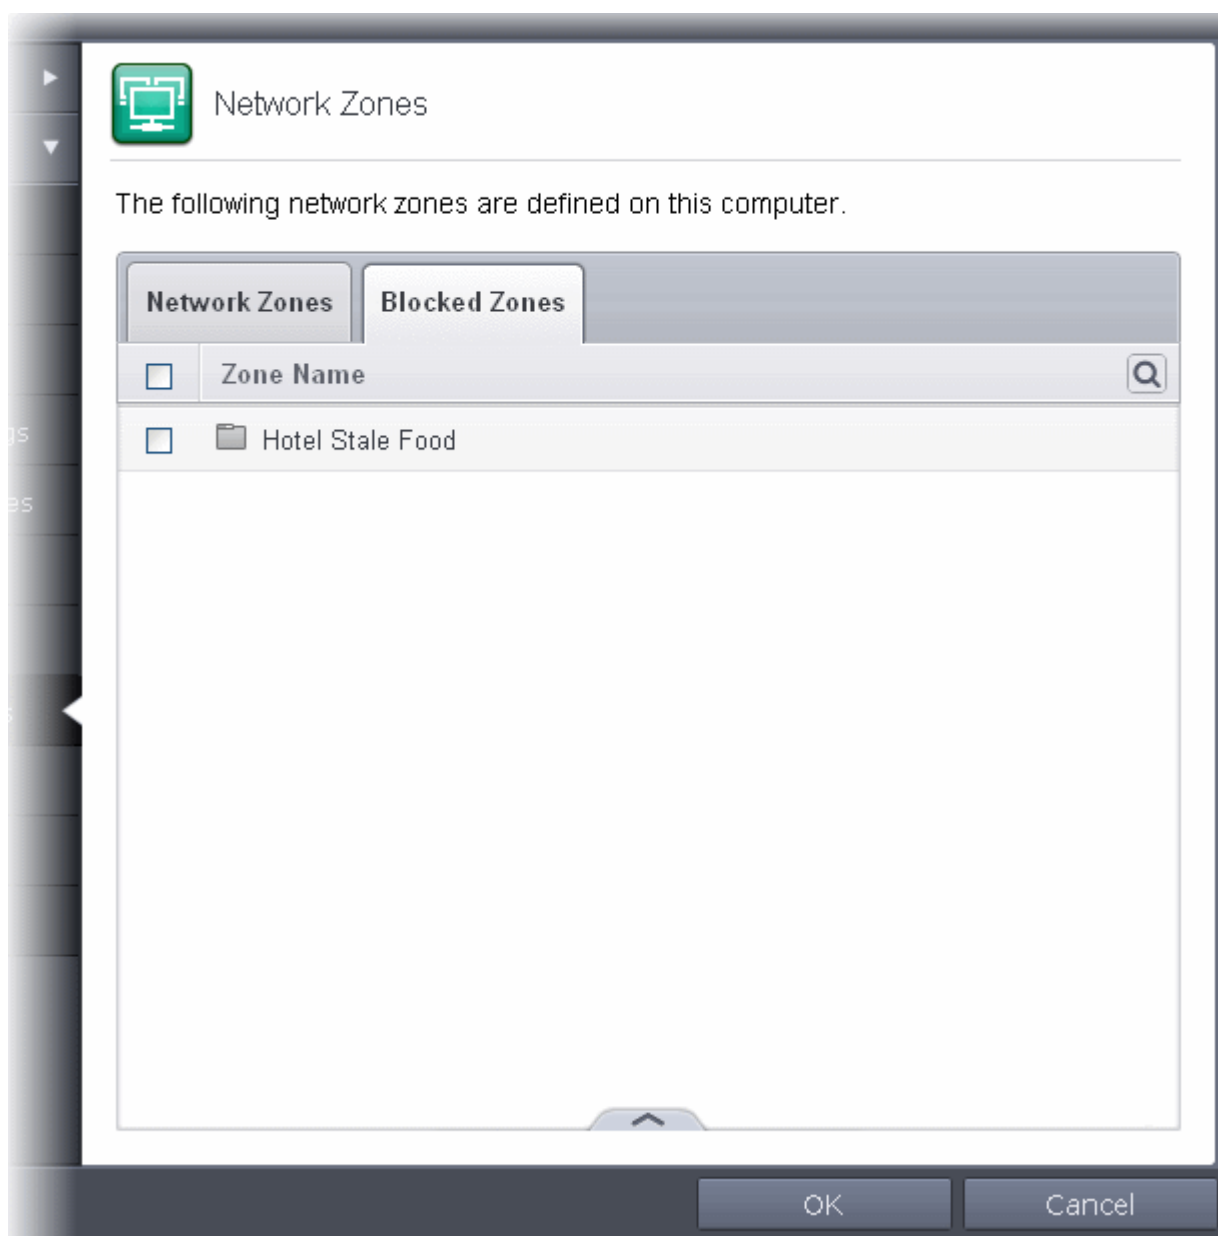 Network Zones
The following network zones are defined on this computer.
Network Zones
Blocked Zones
Zone Name
Hotel Stale Food
OK
Cancel